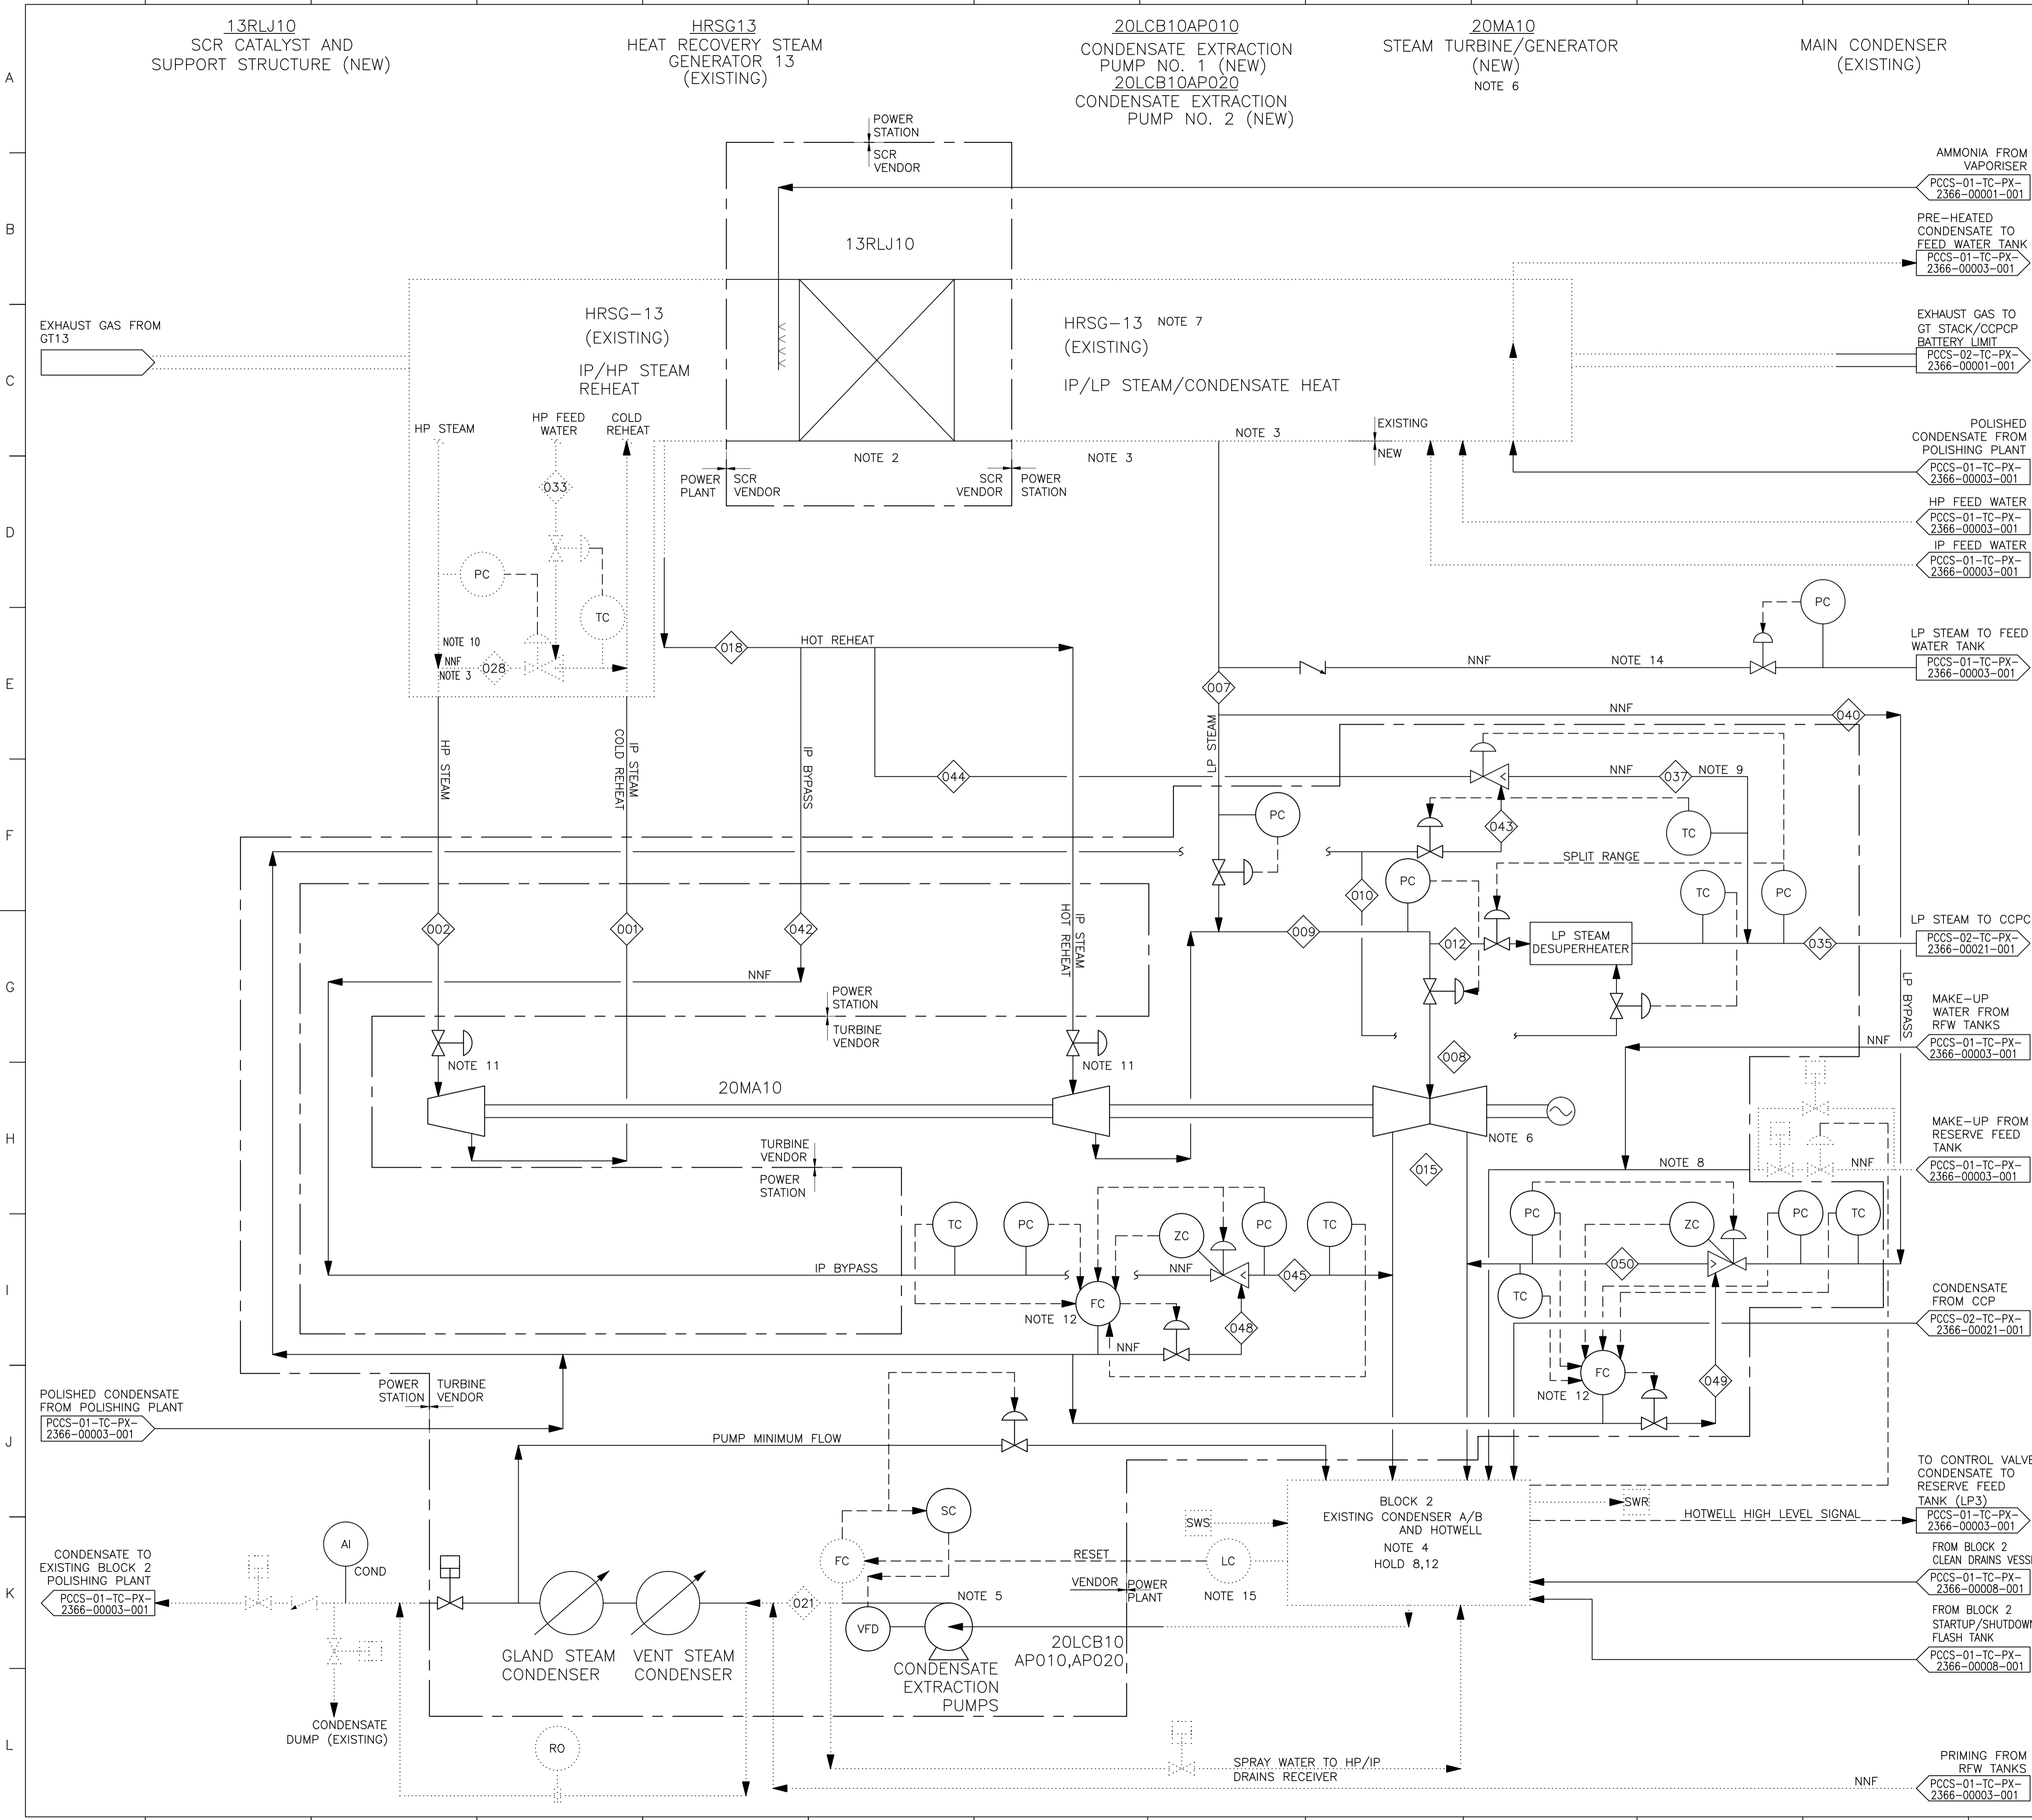 13RLJ10
SCR CATALYST AND
SUPPORT STRUCTURE (NEW)
HRSG13
HEAT RECOVERY STEAM
GENERATOR 13
(EXISTING)
20LCB10AP010
CONDENSATE EXTRACTION
PUMP NO. 1 (NEW)
20LCB10AP020
CONDENSATE EXTRACTION
PUMP NO. 2 (NEW)
20MA10
STEAM TURBINE/GENERATOR
(NEW)
NOTE 6
MAIN CONDENSER
(EXISTING)
A
POWER
STATION
SCR
VENDOR
AMMONIA FROM
VAPORISER
PCCS-01-TC-PX-
2366-00001-001
B
PRE-HEATED
CONDENSATE TO
FEED WATER TANK
PCCS-01-TC-PX-
2366-00003-001
13RLJ10
EXHAUST GAS FROM
GT13
HRSG-13
(EXISTING)
IP/HP STEAM
REHEAT
HRSG-13 NOTE 7
(EXISTING)
IP/LP STEAM/CONDENSATE HEAT
EXHAUST GAS TO
GT STACK/CCPCP
BATTERY LIMIT
PCCS-02-TC-PX-
2366-00001-001
C
HP STEAM
HP FEED
WATER
COLD
REHEAT
NOTE 2
NOTE 3
NOTE 3
EXISTING
NEW
POLISHED
CONDENSATE FROM
POLISHING PLANT
PCCS-01-TC-PX-
2366-00003-001
POWER
PLANT
SCR
VENDOR
SCR
VENDOR
POWER
STATION
033
HP FEED WATER
PCCS-01-TC-PX-
2366-00003-001
D
IP FEED WATER
PCCS-01-TC-PX-
2366-00003-001
PC
TC
PC
NOTE 10
NNF
NOTE 3
028
018
HOT REHEAT
LP STEAM TO FEED
WATER TANK
PCCS-01-TC-PX-
2366-00003-001
NNF
NOTE 14
E
007
NNF
040
HP STEAM
IP STEAM
COLD REHEAT
IP BYPASS
LP STEAM
044
NNF
037
NOTE 9
F
PC
043
TC
SPLIT RANGE
PC
010
TC
PC
002
001
042
IP STEAM
HOT REHEAT
009
012
LP STEAM
DESUPERHEATER
035
LP STEAM TO CCPC
PCCS-02-TC-PX-
2366-00021-001
G
NNF
POWER
STATION
TURBINE
VENDOR
LP BYPASS
MAKE-UP
WATER FROM
RFW TANKS
PCCS-01-TC-PX-
2366-00003-001
NNF
NOTE 11
NOTE 11
008
20MA10
H
TURBINE
VENDOR
POWER
STATION
NOTE 6
015
NOTE 8
NNF
MAKE-UP FROM
RESERVE FEED
TANK
PCCS-01-TC-PX-
2366-00003-001
TC
PC
ZC
PC
TC
PC
ZC
PC
TC
I
IP BYPASS
NNF
045
050
TC
FC
NOTE 12
048
NNF
CONDENSATE
FROM CCP
PCCS-02-TC-PX-
2366-00021-001
FC
NOTE 12
049
POLISHED CONDENSATE
FROM POLISHING PLANT
PCCS-01-TC-PX-
2366-00003-001
POWER
STATION
TURBINE
VENDOR
J
PUMP MINIMUM FLOW
TO CONTROL VALVE
CONDENSATE TO
RESERVE FEED
TANK (LP3)
PCCS-01-TC-PX-
2366-00003-001
SC
SWS
BLOCK 2
EXISTING CONDENSER A/B
AND HOTWELL
NOTE 4
HOLD 8,12
SWR
HOTWELL HIGH LEVEL SIGNAL
AI
COND
FC
RESET
LC
NOTE 15
VENDOR
POWER
PLANT
CONDENSATE TO
EXISTING BLOCK 2
POLISHING PLANT
PCCS-01-TC-PX-
2366-00003-001
K
021
NOTE 5
VFD
FROM BLOCK 2
CLEAN DRAINS VESS
PCCS-01-TC-PX-
2366-00008-001
FROM BLOCK 2
STARTUP/SHUTDOWN
FLASH TANK
PCCS-01-TC-PX-
2366-00008-001
GLAND STEAM
CONDENSER
VENT STEAM
CONDENSER
20LCB10
AP010,AP020
CONDENSATE
EXTRACTION
PUMPS
CONDENSATE
DUMP (EXISTING)
L
RO
SPRAY WATER TO HP/IP
DRAINS RECEIVER
NNF
PRIMING FROM
RFW TANKS
PCCS-01-TC-PX-
2366-00003-001